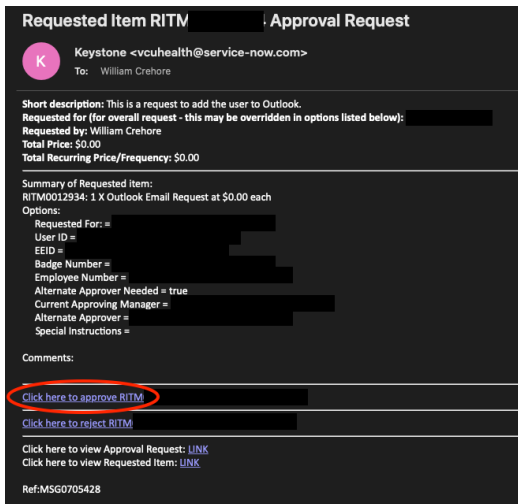 Requested Item RITM Approval Request
K
Keystone <vcuhealth@service-now.com>
To: William Crehore
Short description: This is a request to add the user to Outlook.
Requested for (for overall request - this may be overridden in options listed below):
Requested by: William Crehore
Total Price: $0.00
Total Recurring Price/Frequency: $0.00
Summary of Requested item:
RITM0012934: 1 X Outlook Email Request at $0.00 each
Options:
Requested For: =
User ID =
EEID =
Badge Number =
Employee Number =
Alternate Approver Needed = true
Current Approving Manager =
Alternate Approver =
Special Instructions =
Comments:
Click here to approve RITM
Click here to reject RITM
Click here to view Approval Request: LINK
Click here to view Requested Item: LINK
Ref:MSG0705428